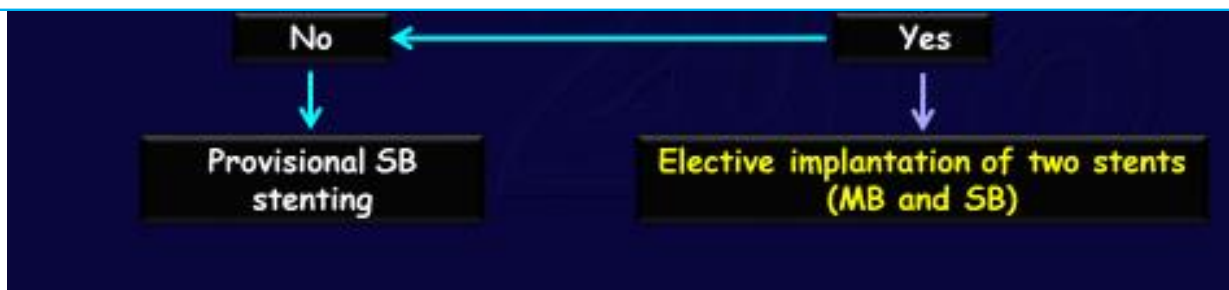 No
Yes
Provisional SB
stenting
Elective implantation of two stents
(MB and SB)